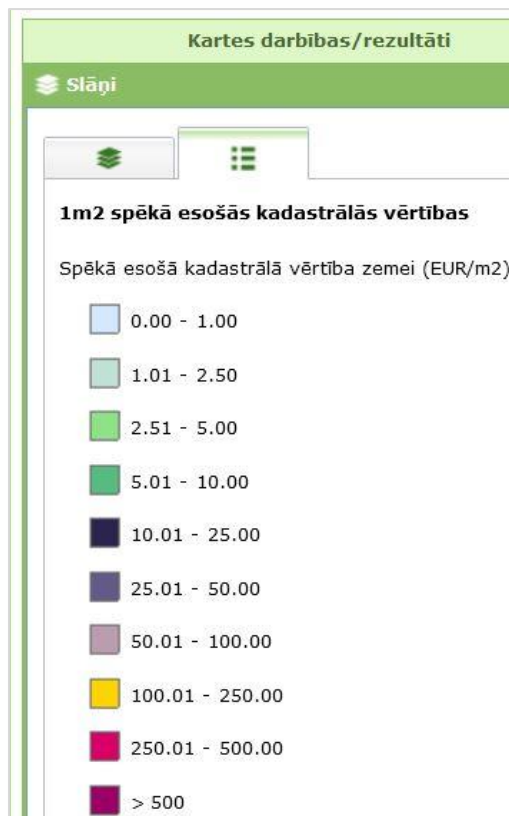 Kartes darbības/rezultāti
Slāņi
1m2 spēkā esošās kadastrālās vērtības
Spēkā esošā kadastrālā vērtība zemei (EUR/m2)
0.00 - 1.00
1.01 - 2.50
2.51 - 5.00
5.01 - 10.00
10.01 - 25.00
25.01 - 50.00
50.01 - 100.00
100.01 - 250.00
250.01 - 500.00
> 500